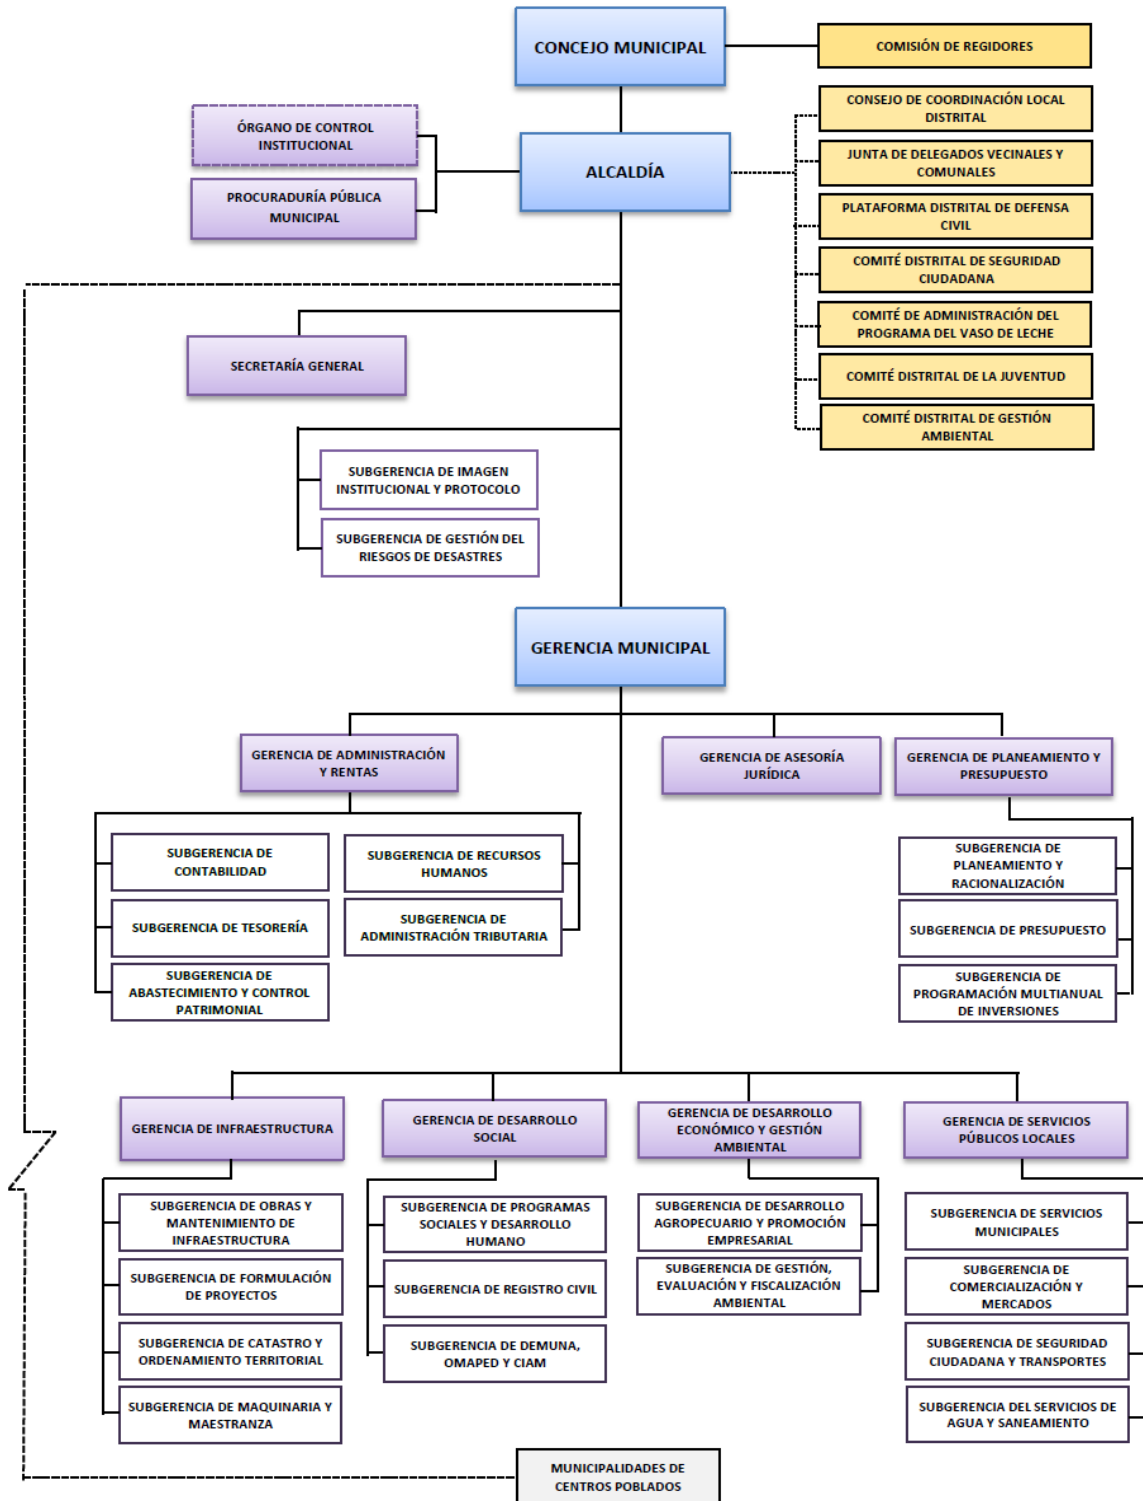 CONCEJO MUNICIPAL
COMISIÓN DE REGIDORES
CONSEJO DE COORDINACIÓN LOCAL
DISTRITAL
ÓRGANO DE CONTROL
INSTITUCIONAL
ALCALDÍA
JUNTA DE DELEGADOS VECINALES Y
COMUNALES
PROCURADURÍA PÚBLICA
MUNICIPAL
PLATAFORMA DISTRITAL DE DEFENSA
CIVIL
COMITÉ DISTRITAL DE SEGURIDAD
CIUDADANA
COMITÉ DE ADMINISTRACIÓN DEL
PROGRAMA DEL VASO DE LECHE
SECRETARÍA GENERAL
COMITÉ DISTRITAL DE LA JUVENTUD
COMITÉ DISTRITAL DE GESTIÓN
AMBIENTAL
SUBGERENCIA DE IMAGEN
INSTITUCIONAL Y PROTOCOLO
SUBGERENCIA DE GESTIÓN DEL
RIESGOS DE DESASTRES
GERENCIA MUNICIPAL
GERENCIA DE ADMINISTRACIÓN
Y RENTAS
GERENCIA DE ASESORÍA
JURÍDICA
GERENCIA DE PLANEAMIENTO Y
PRESUPUESTO
SUBGERENCIA DE
CONTABILIDAD
SUBGERENCIA DE RECURSOS
HUMANOS
SUBGERENCIA DE
PLANEAMIENTO Y
RACIONALIZACIÓN
SUBGERENCIA DE TESORERÍA
SUBGERENCIA DE
ADMINISTRACIÓN TRIBUTARIA
SUBGERENCIA DE PRESUPUESTO
SUBGERENCIA DE
ABASTECIMIENTO Y CONTROL
PATRIMONIAL
SUBGERENCIA DE
PROGRAMACIÓN MULTIANUAL
DE INVERSIONES
GERENCIA DE INFRAESTRUCTURA
GERENCIA DE DESARROLLO
SOCIAL
GERENCIA DE DESARROLLO
ECONÓMICO Y GESTIÓN
AMBIENTAL
GERENCIA DE SERVICIOS
PÚBLICOS LOCALES
SUBGERENCIA DE OBRAS Y
MANTENIMIENTO DE
INFRAESTRUCTURA
SUBGERENCIA DE PROGRAMAS
SOCIALES Y DESARROLLO
HUMANO
SUBGERENCIA DE DESARROLLO
AGROPECUARIO Y PROMOCIÓN
EMPRESARIAL
SUBGERENCIA DE SERVICIOS
MUNICIPALES
SUBGERENCIA DE FORMULACIÓN
DE PROYECTOS
SUBGERENCIA DE REGISTRO CIVIL
SUBGERENCIA DE GESTIÓN,
EVALUACIÓN Y FISCALIZACIÓN
AMBIENTAL
SUBGERENCIA DE
COMERCIALIZACIÓN Y
MERCADOS
SUBGERENCIA DE CATASTRO Y
ORDENAMIENTO TERRITORIAL
SUBGERENCIA DE DEMUNA,
OMAPED Y CIAM
SUBGERENCIA DE SEGURIDAD
CIUDADANA Y TRANSPORTES
SUBGERENCIA DE MAQUINARIA Y
MAESTRANZA
SUBGERENCIA DEL SERVICIOS DE
AGUA Y SANEAMIENTO
MUNICIPALIDADES DE
CENTROS POBLADOS